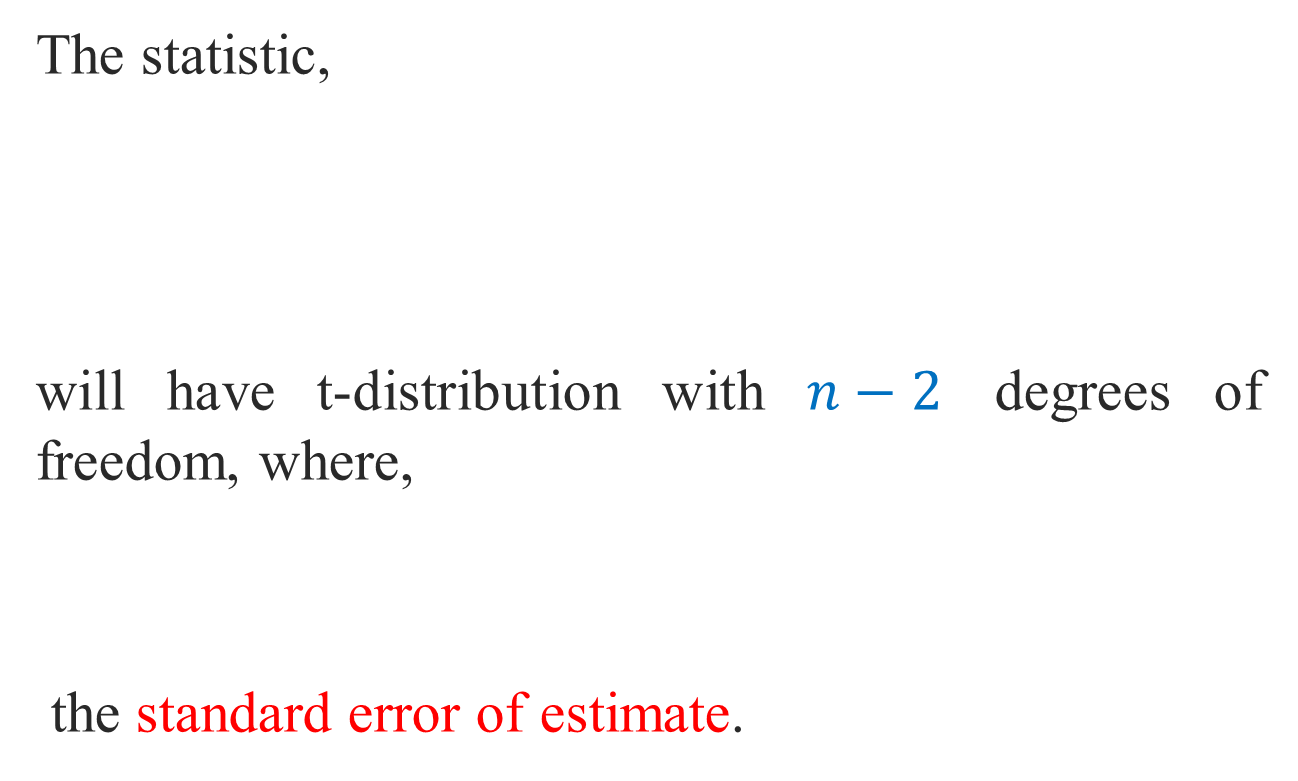 The statistic,
will have t-distribution with n − 2 degrees of
freedom, where,
the standard error of estimate.